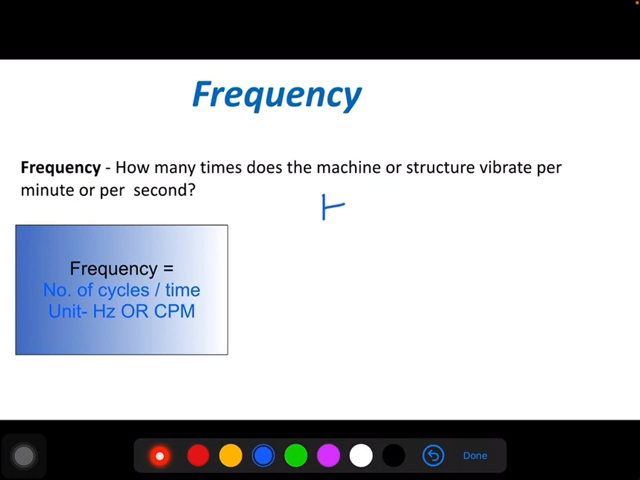 Frequency
Frequency - How many times does the machine or structure vibrate per
minute or per second?
Frequency =
No. of cycles / time
Unit- Hz OR CPM
Done